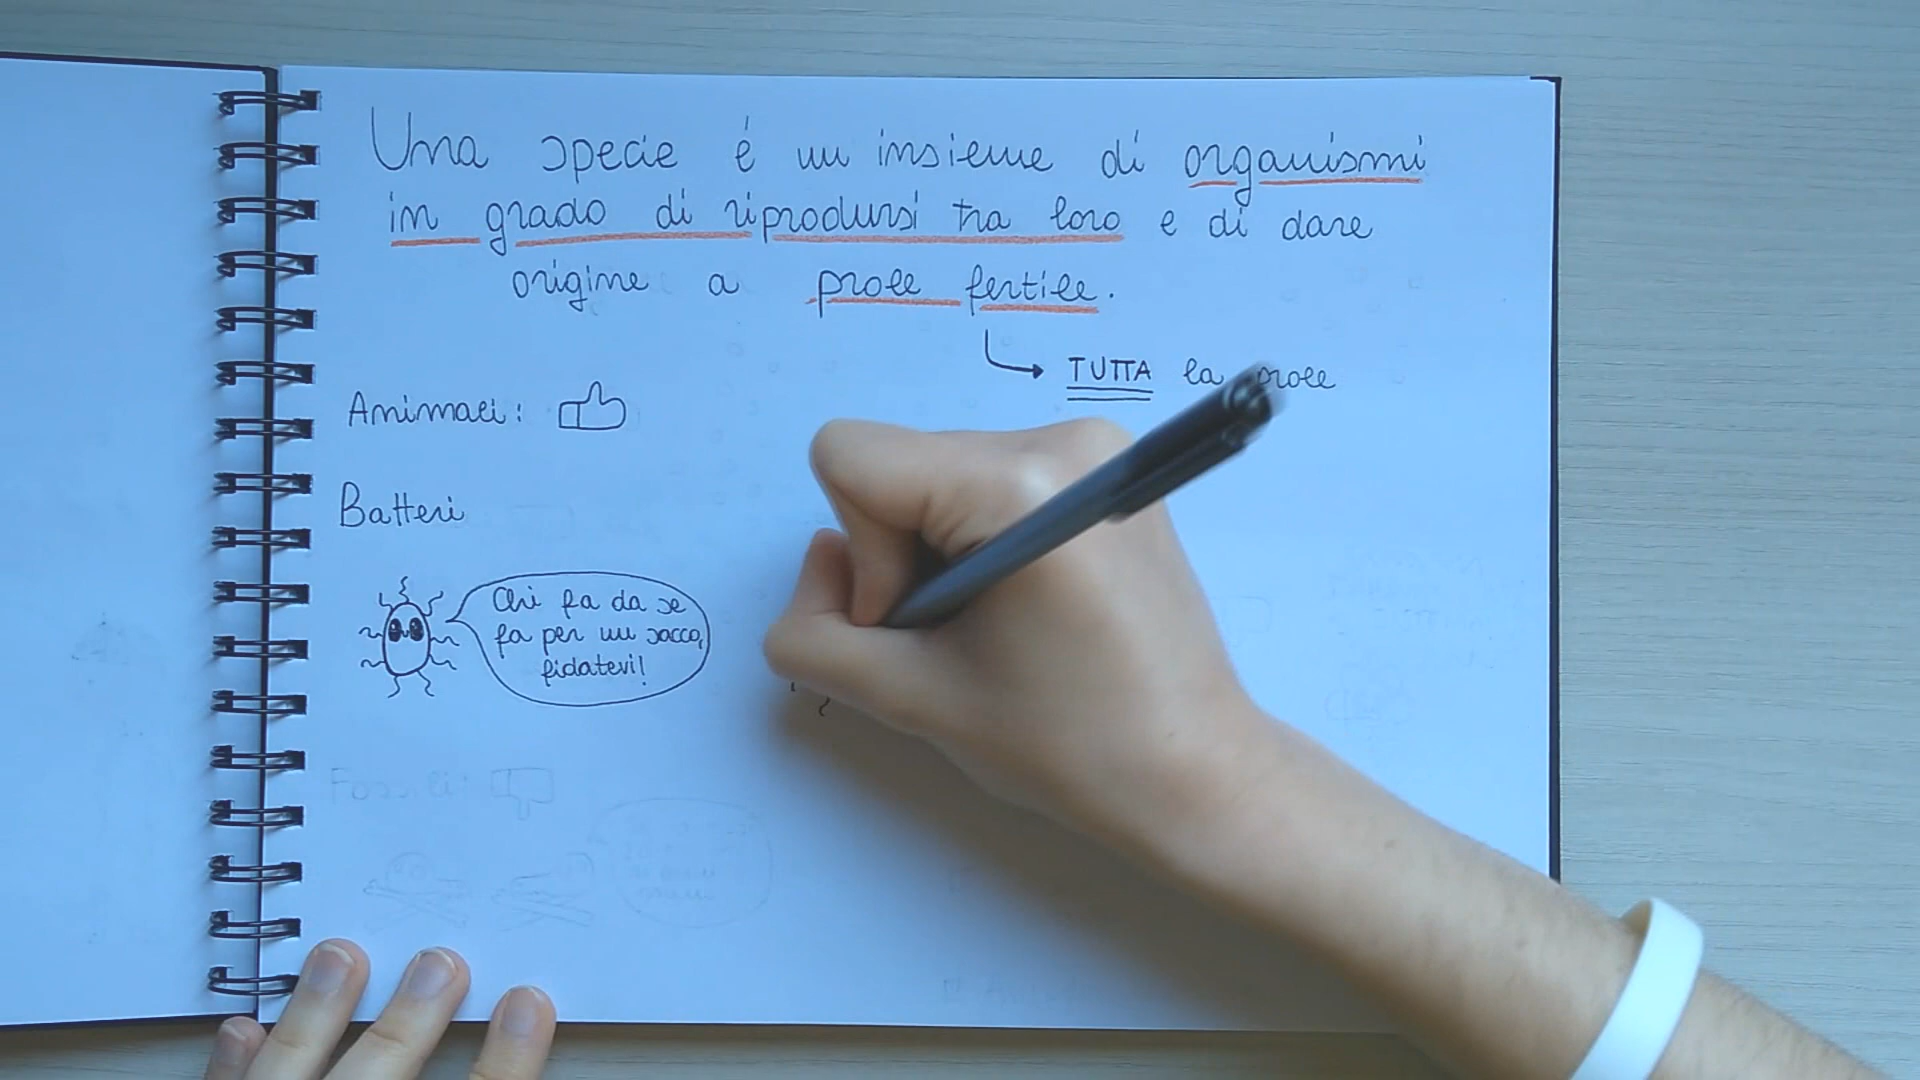 Una specie é un insieme di organismi
in grado di riprodursi tra loro e di dare
origine a prole fertile.
TUTTA la prole
Animali:
Batteri
Chi fa da se
fa per un sacco,
fidatevi!
Fossili: